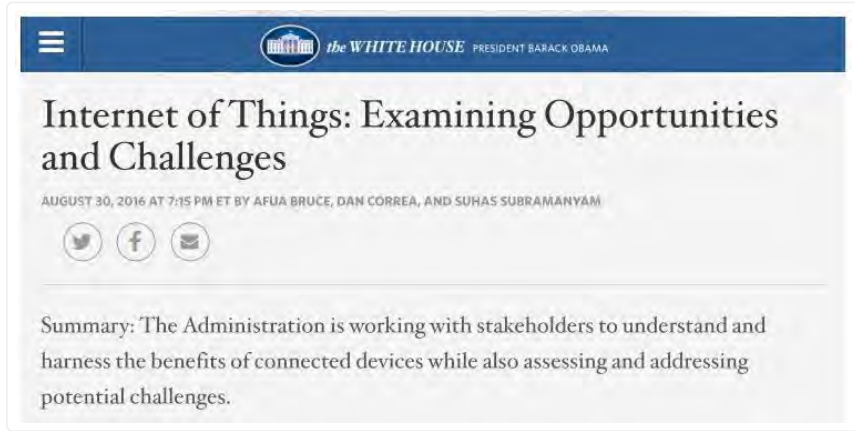 the WHITE HOUSE PRESIDENT BARACK OBAMA
Internet of Things: Examining Opportunities
and Challenges
AUGUST 30, 2016 AT 7:15 PM ET BY AFUA BRUCE, DAN CORREA, AND SUHAS SUBRAMANYAM
Summary: The Administration is working with stakeholders to understand and
harness the benefits of connected devices while also assessing and addressing
potential challenges.